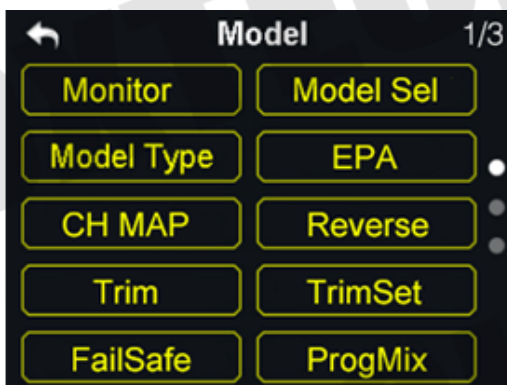 Model 1/3
Monitor Model Sel
Model Type EPA
CH MAP Reverse
Trim TrimSet
FailSafe ProgMix